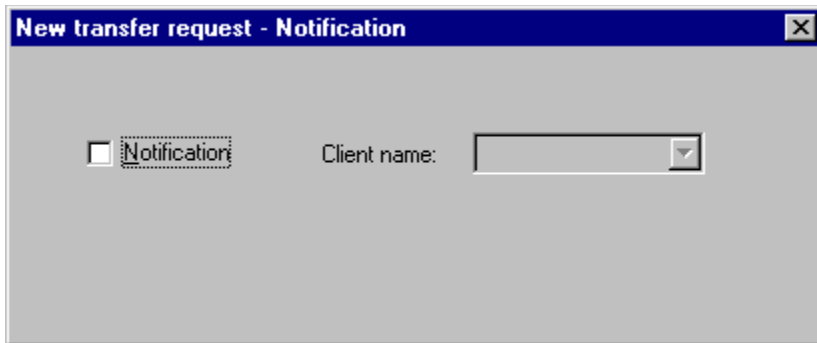 New transfer request - Notification
Notification Client name: